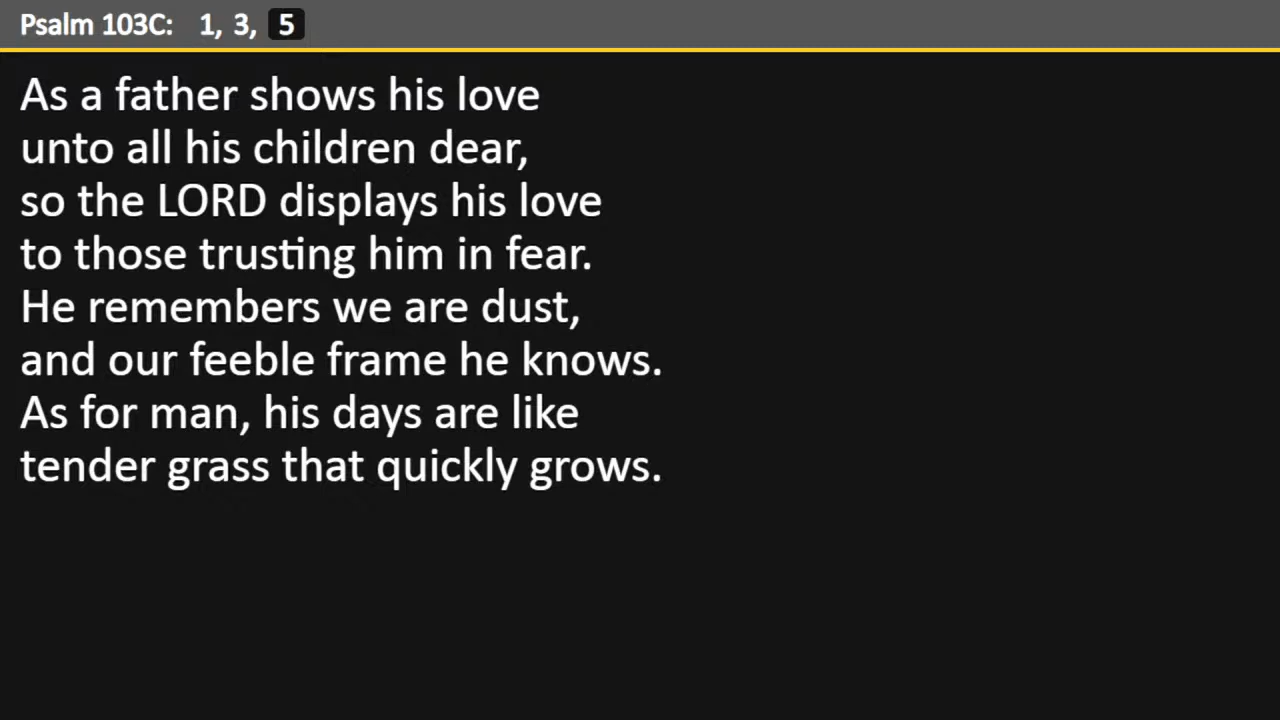 Psalm 103C: 1, 3, 5
As a father shows his love
unto all his children dear,
so the LORD displays his love
to those trusting him in fear.
He remembers we are dust,
and our feeble frame he knows.
As for man, his days are like
tender grass that quickly grows.